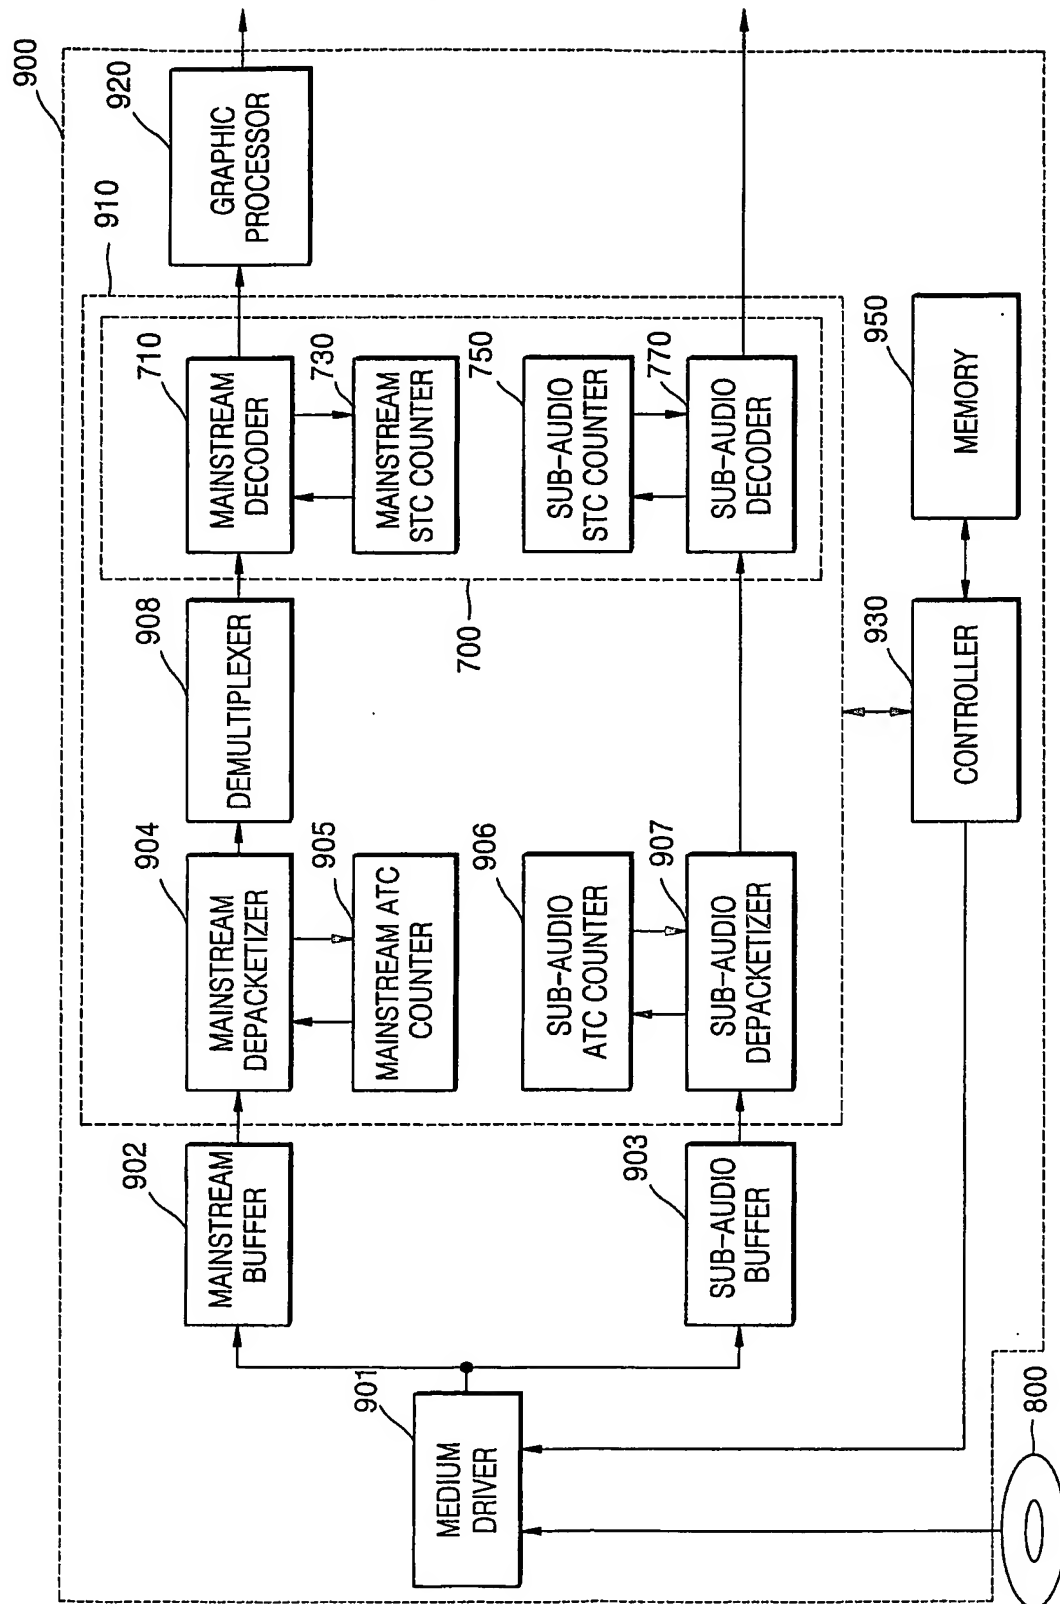 900
910
920
GRAPHIC
PROCESSOR
710
MAINSTREAM
DECODER
730
MAINSTREAM
STC COUNTER
750
SUB-AUDIO
STC COUNTER
770
SUB-AUDIO
DECODER
700
908
DEMULTIPLEXER
904
MAINSTREAM
DEPACKETIZER
905
MAINSTREAM ATC
COUNTER
906
SUB-AUDIO
ATC COUNTER
907
SUB-AUDIO
DEPACKETIZER
902
MAINSTREAM
BUFFER
903
SUB-AUDIO
BUFFER
901
MEDIUM
DRIVER
950
MEMORY
930
CONTROLLER
800